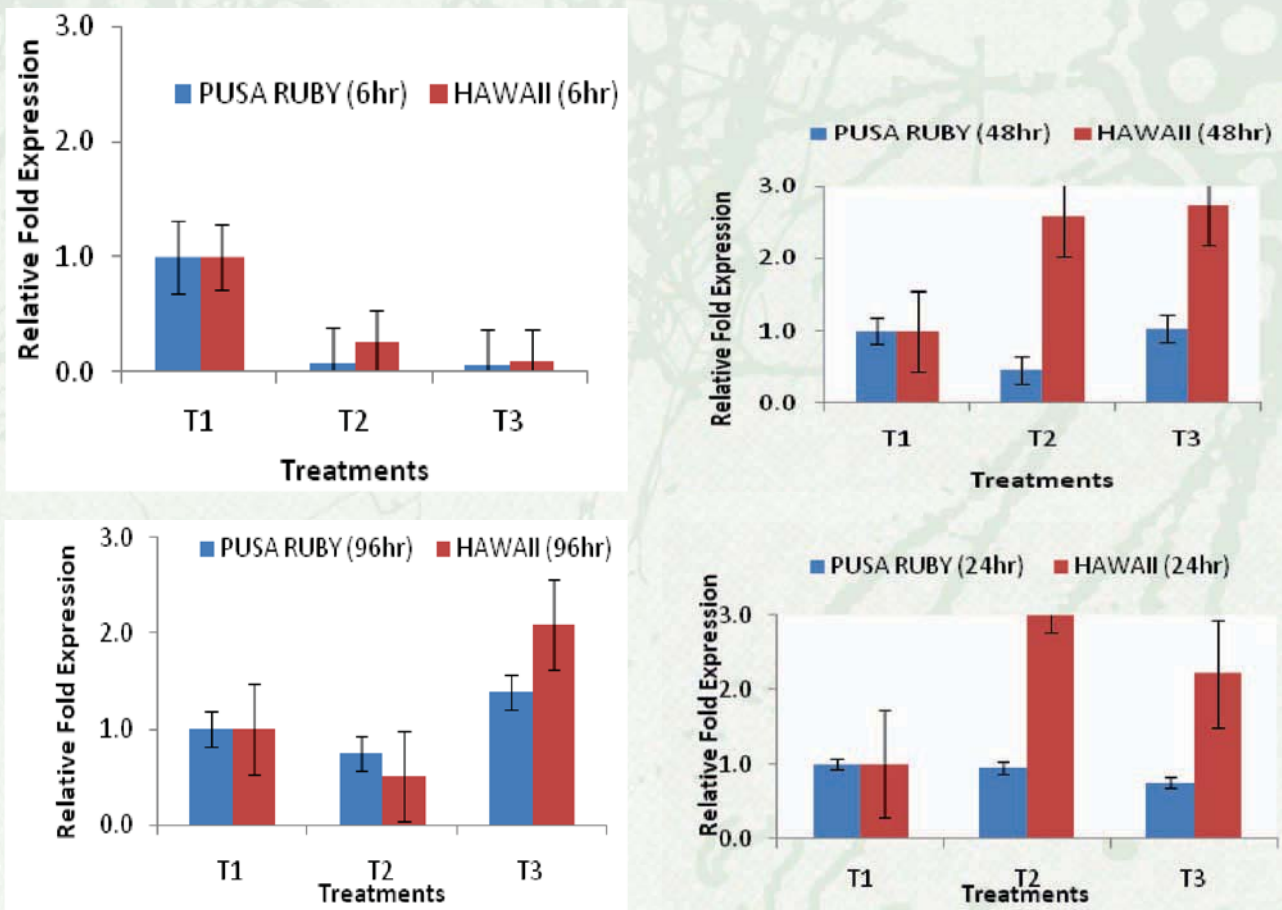 Relative Fold Expression
3.0
2.0
1.0
0.0
PUSA RUBY (6hr) HAWAII (6hr)
T1 T2 T3
Treatments
Relative Fold Expression
3.0
2.0
1.0
0.0
PUSA RUBY (48hr) HAWAII (48hr)
T1 T2 T3
Treatments
Relative Fold Expression
3.0
2.0
1.0
0.0
PUSA RUBY (96hr) HAWAII (96hr)
T1 T2 T3
Treatments
Relative Fold Expression
3.0
2.0
1.0
0.0
PUSA RUBY (24hr) HAWAII (24hr)
T1 T2 T3
Treatments